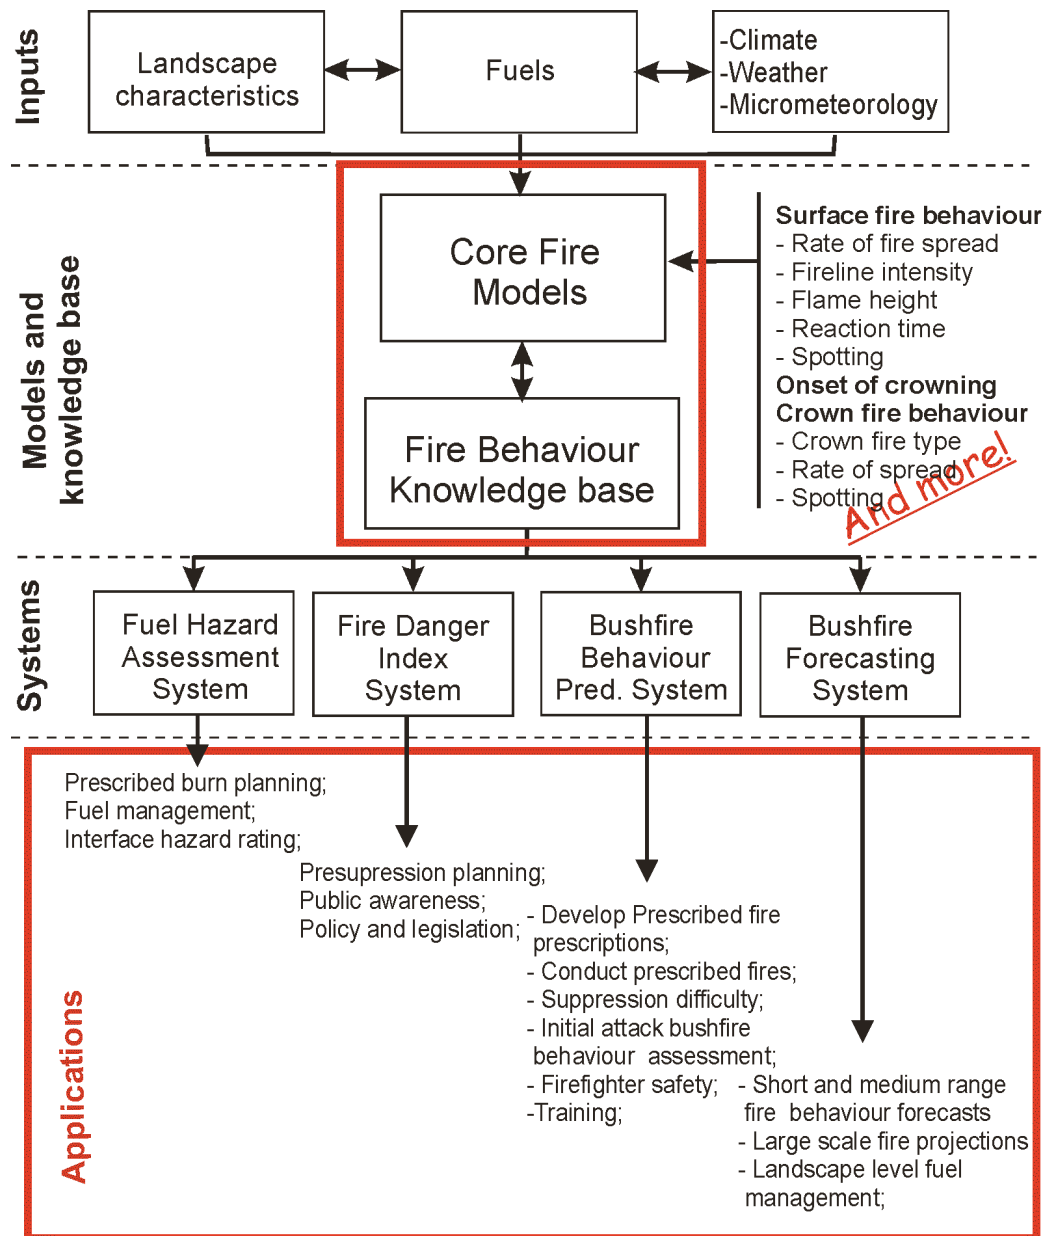 Inputs
Landscape
characteristics
Fuels
-Climate
-Weather
-Micrometeorology
Models and
knowledge base
Core Fire
Models
Fire Behaviour
Knowledge base
Surface fire behaviour
- Rate of fire spread
- Fireline intensity
- Flame height
- Reaction time
- Spotting
Onset of crowning
Crown fire behaviour
- Crown fire type
- Rate of spread
- Spotting
And more!
Systems
Fuel Hazard
Assessment
System
Fire Danger
Index
System
Bushfire
Behaviour
Pred. System
Bushfire
Forecasting
System
Applications
Prescribed burn planning;
Fuel management;
Interface hazard rating;
Presupression planning;
Public awareness;
Policy and legislation;
- Develop Prescribed fire
prescriptions;
- Conduct prescribed fires;
- Suppression difficulty;
- Initial attack bushfire
behaviour assessment;
- Firefighter safety;
-Training;
- Short and medium range
fire behaviour forecasts
- Large scale fire projections
- Landscape level fuel
management;